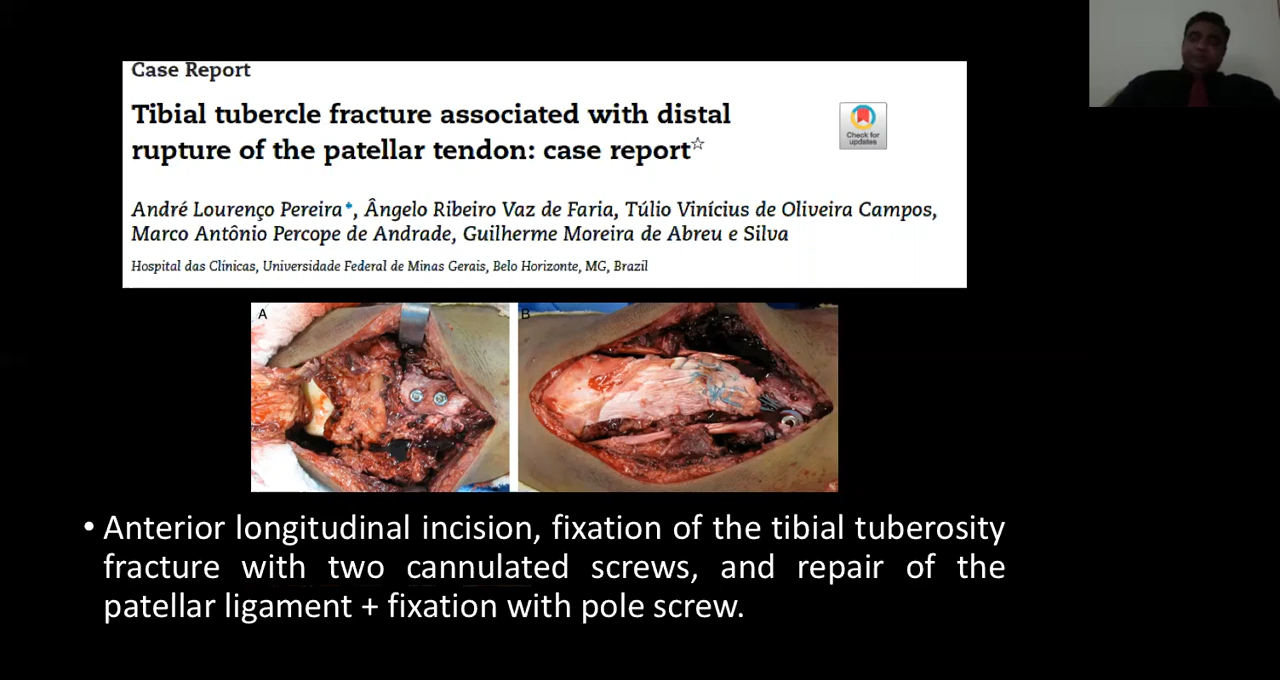 Case Report
Tibial tubercle fracture associated with distal
rupture of the patellar tendon: case report☆
Check for
updates
André Lourenço Pereira*, Ângelo Ribeiro Vaz de Faria, Túlio Vinícius de Oliveira Campos,
Marco Antônio Percope de Andrade, Guilherme Moreira de Abreu e Silva
Hospital das Clínicas, Universidade Federal de Minas Gerais, Belo Horizonte, MG, Brazil
A
B
• Anterior longitudinal incision, fixation of the tibial tuberosity
fracture with two cannulated screws, and repair of the
patellar ligament + fixation with pole screw.